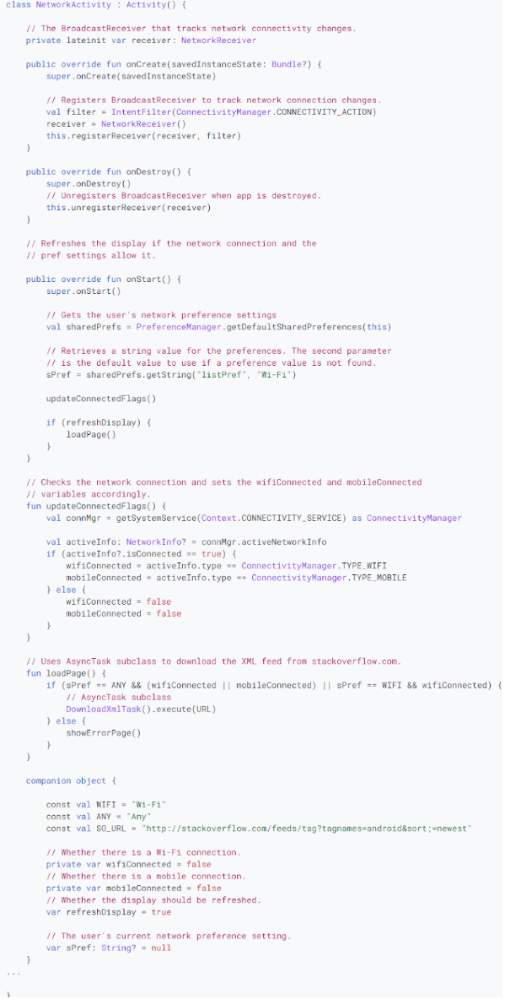 class NetworkActivity : Activity() {
// The BroadcastReceiver that tracks network connectivity changes.
private lateinit var receiver: NetworkReceiver
public override fun onCreate(savedInstanceState: Bundle?) {
super.onCreate(savedInstanceState)
// Registers BroadcastReceiver to track network connection changes.
val filter = IntentFilter(ConnectivityManager.CONNECTIVITY_ACTION)
receiver = NetworkReceiver()
this.registerReceiver(receiver, filter)
}
public override fun onDestroy() {
super.onDestroy()
// Unregisters BroadcastReceiver when app is destroyed.
this.unregisterReceiver(receiver)
}
// Refreshes the display if the network connection and the
// pref settings allow it.
public override fun onStart() {
super.onStart()
// Gets the user's network preference settings
val sharedPrefs = PreferenceManager.getDefaultSharedPreferences(this)
// Retrieves a string value for the preferences. The second parameter
// is the default value to use if a preference value is not found.
sPref = sharedPrefs.getString("listPref", "Wi-Fi")
updateConnectedFlags()
if (refreshDisplay) {
loadPage()
}
}
// Checks the network connection and sets the wifiConnected and mobileConnected
// variables accordingly.
fun updateConnectedFlags() {
val connMgr = getSystemService(Context.CONNECTIVITY_SERVICE) as ConnectivityManager
val activeInfo: NetworkInfo? = connMgr.activeNetworkInfo
if (activeInfo?.isConnected == true) {
wifiConnected = activeInfo.type == ConnectivityManager.TYPE_WIFI
mobileConnected = activeInfo.type == ConnectivityManager.TYPE_MOBILE
} else {
wifiConnected = false
mobileConnected = false
}
}
// Uses AsyncTask subclass to download the XML feed from stackoverflow.com.
fun loadPage() {
if (sPref == ANY && (wifiConnected || mobileConnected) || sPref == WIFI && wifiConnected) {
// AsyncTask subclass
DownloadXmlTask().execute(URL)
} else {
showErrorPage()
}
}
companion object {
const val WIFI = "Wi-Fi"
const val ANY = "Any"
const val SO_URL = "http://stackoverflow.com/feeds/tag?tagnames=android&sort;=newest"
// Whether there is a Wi-Fi connection.
private var wifiConnected = false
// Whether there is a mobile connection.
private var mobileConnected = false
// Whether the display should be refreshed.
var refreshDisplay = true
// The user's current network preference setting.
var sPref: String? = null
}
...
}